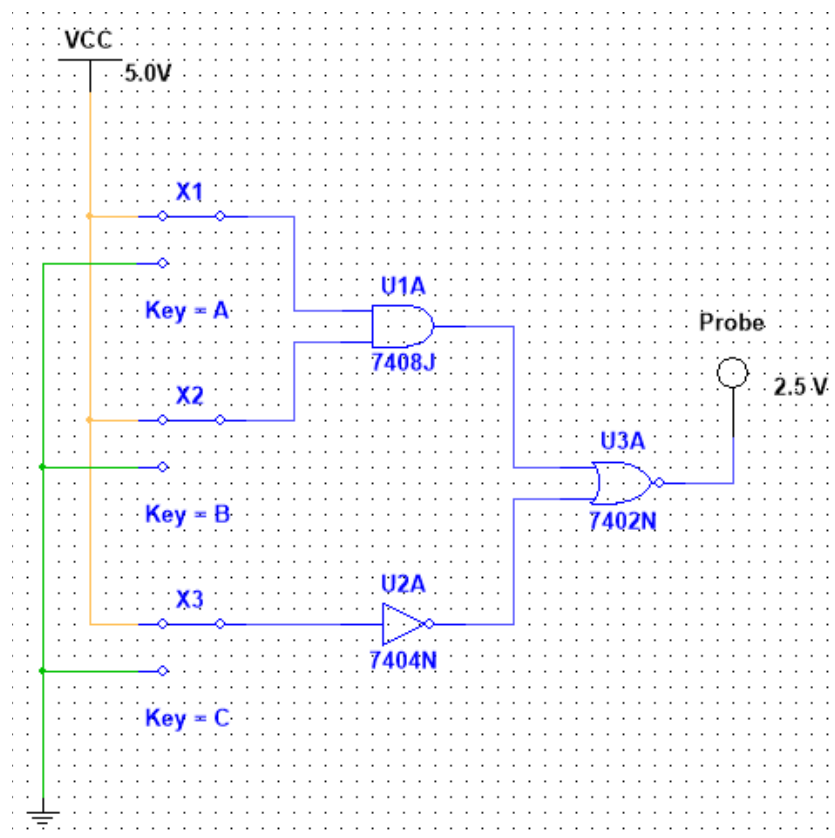 VCC
5.0V
X1
Key = A
U1A
7408J
Probe
2.5 V
X2
Key = B
U3A
7402N
X3
U2A
7404N
Key = C